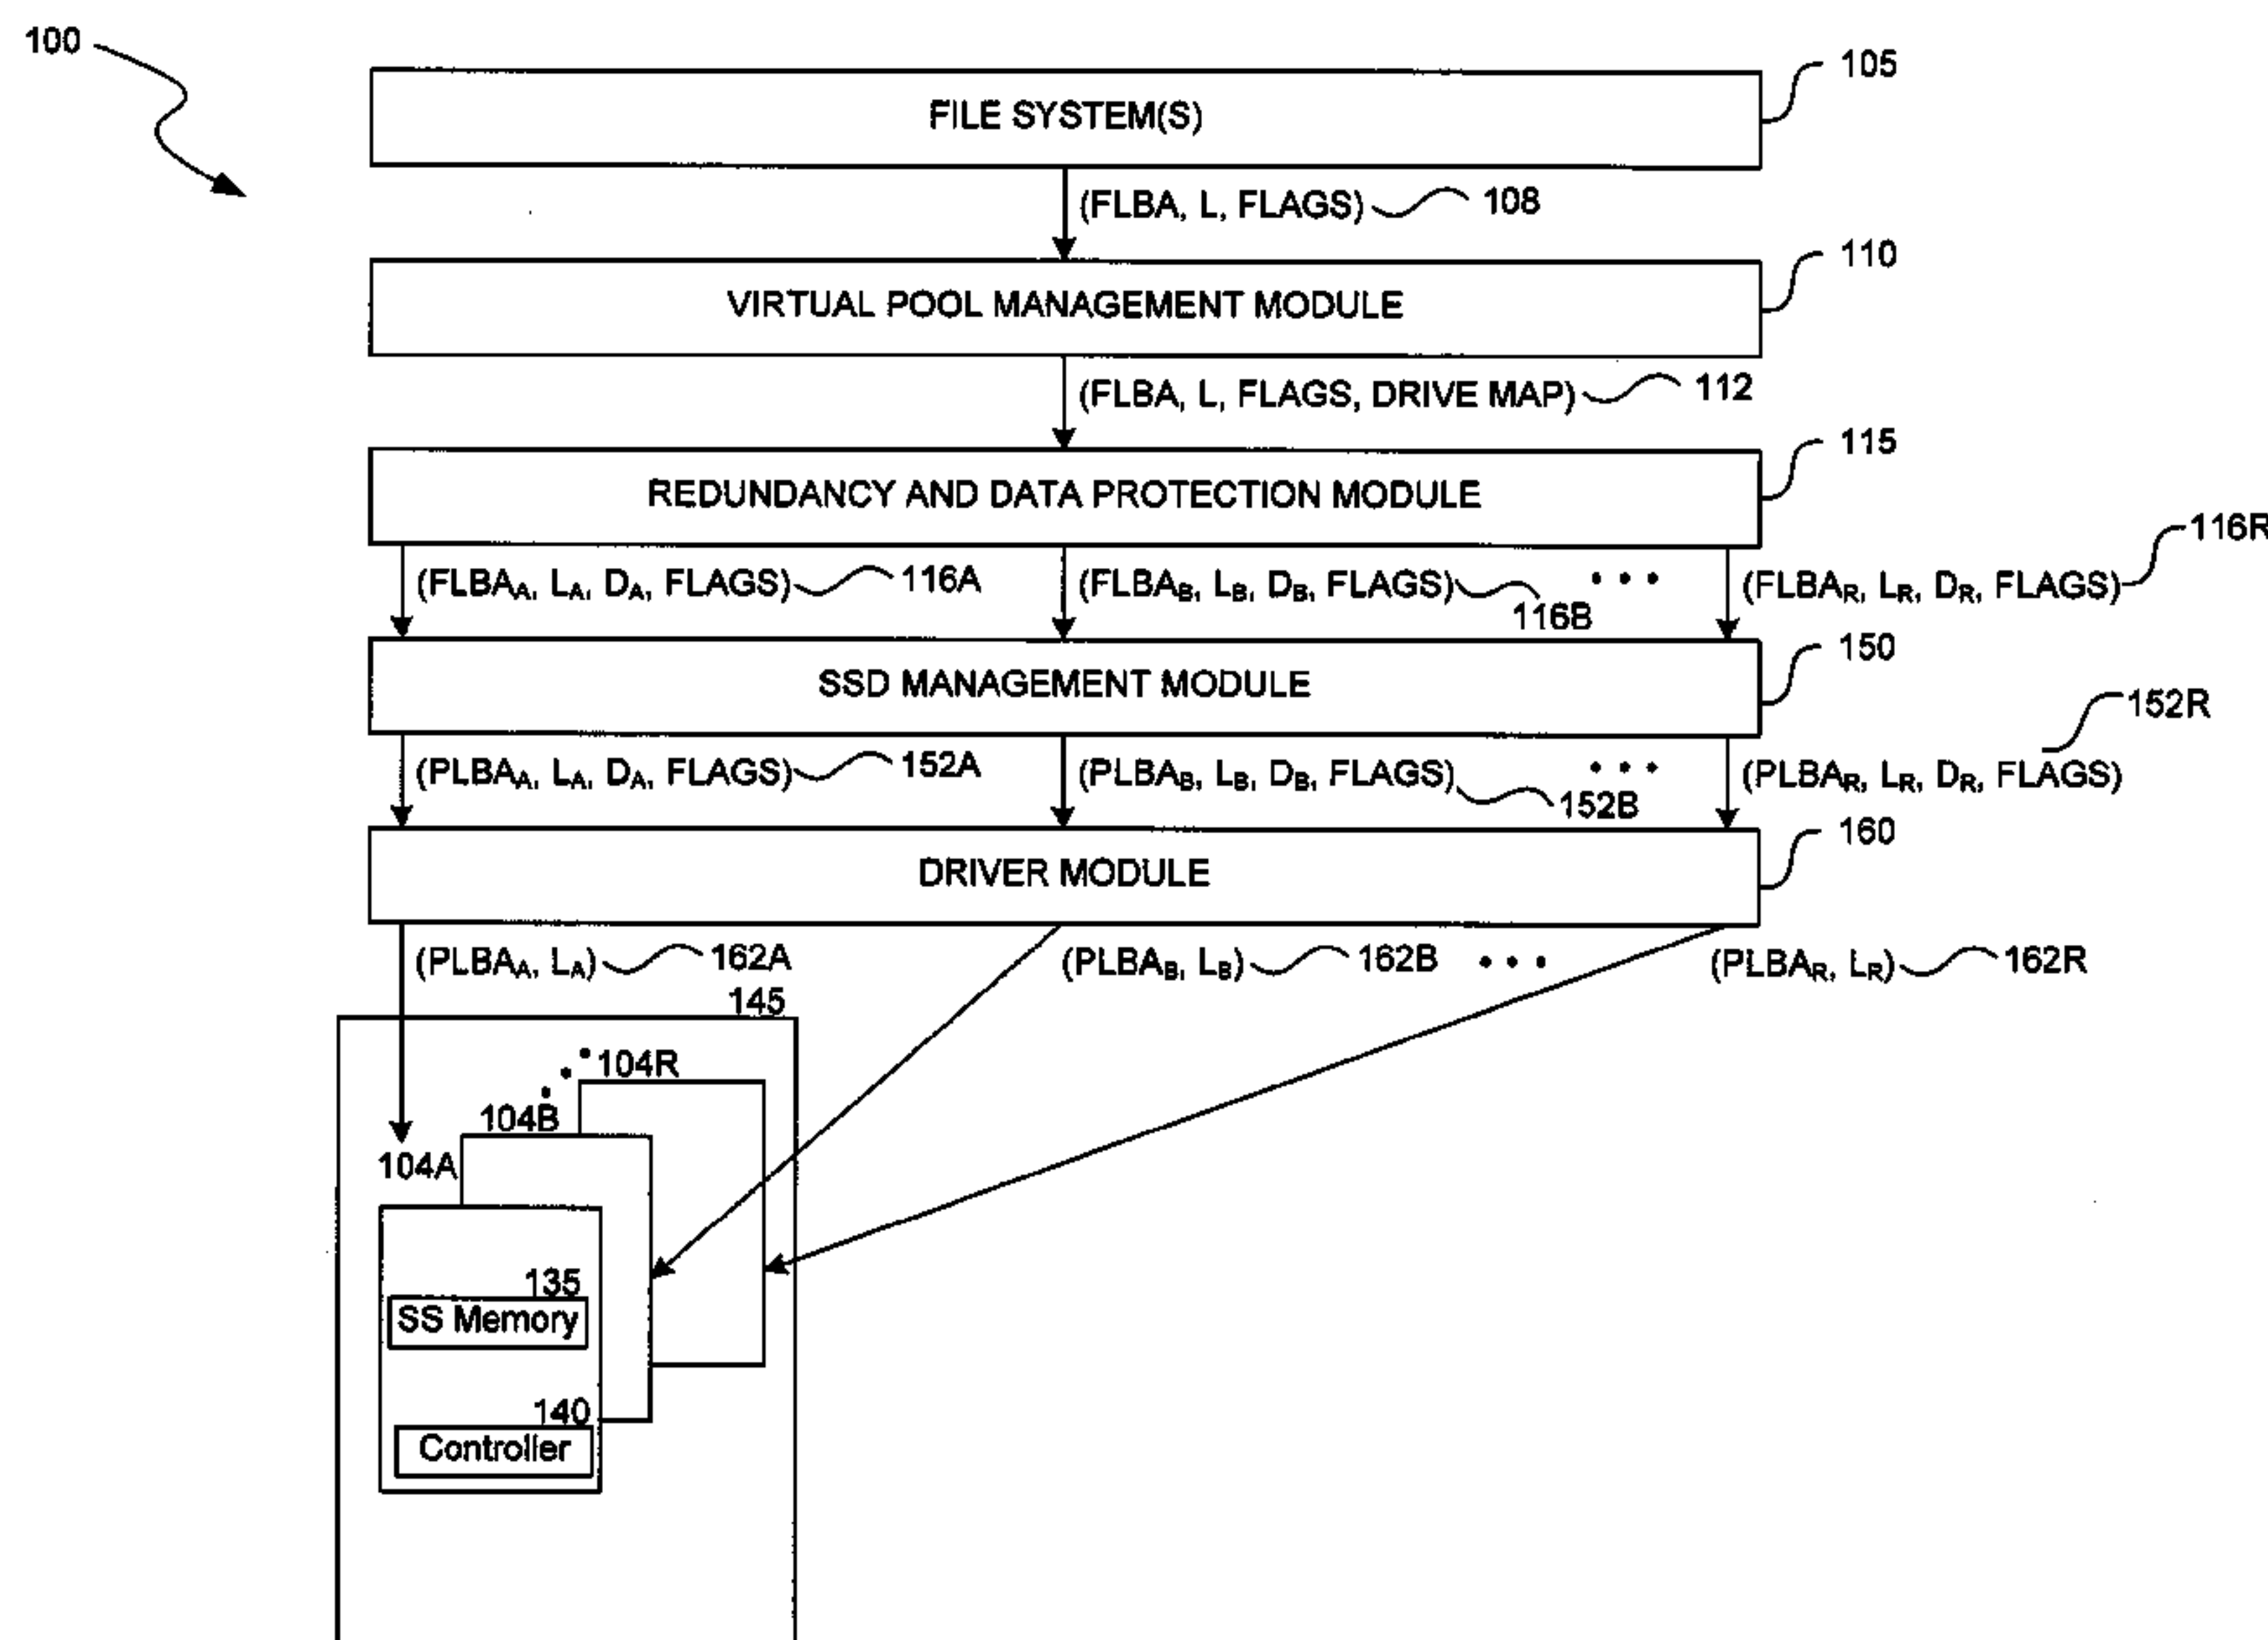 100
FILE SYSTEM(S)
105
(FLBA, L, FLAGS) 108
VIRTUAL POOL MANAGEMENT MODULE
110
(FLBA, L, FLAGS, DRIVE MAP) 112
REDUNDANCY AND DATA PROTECTION MODULE
115
(FLBAA, LA, DA, FLAGS) 116A
(FLBAB, LB, DB, FLAGS) 116B
• • •
(FLBAR, LR, DR, FLAGS) 116R
SSD MANAGEMENT MODULE
150
(PLBAA, LA, DA, FLAGS) 152A
(PLBAB, LB, DB, FLAGS) 152B
• • •
(PLBAR, LR, DR, FLAGS) 152R
DRIVER MODULE
160
(PLBAA, LA) 162A
(PLBAB, LB) 162B
• • •
(PLBAR, LR) 162R
145
104R
104B
104A
135
SS Memory
140
Controller